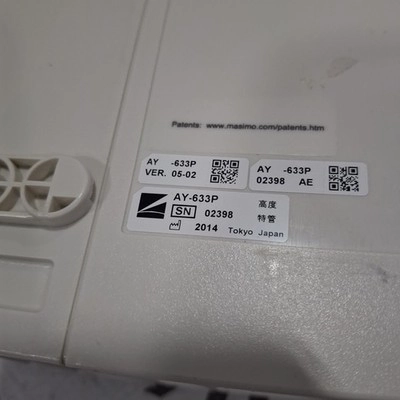 Patents: www.masimo.com/patents.htm
AY -633P
VER. 05-02
AY -633P
02398 AE
AY-633P
SN 02398
2014 Tokyo Japan
高度
特管